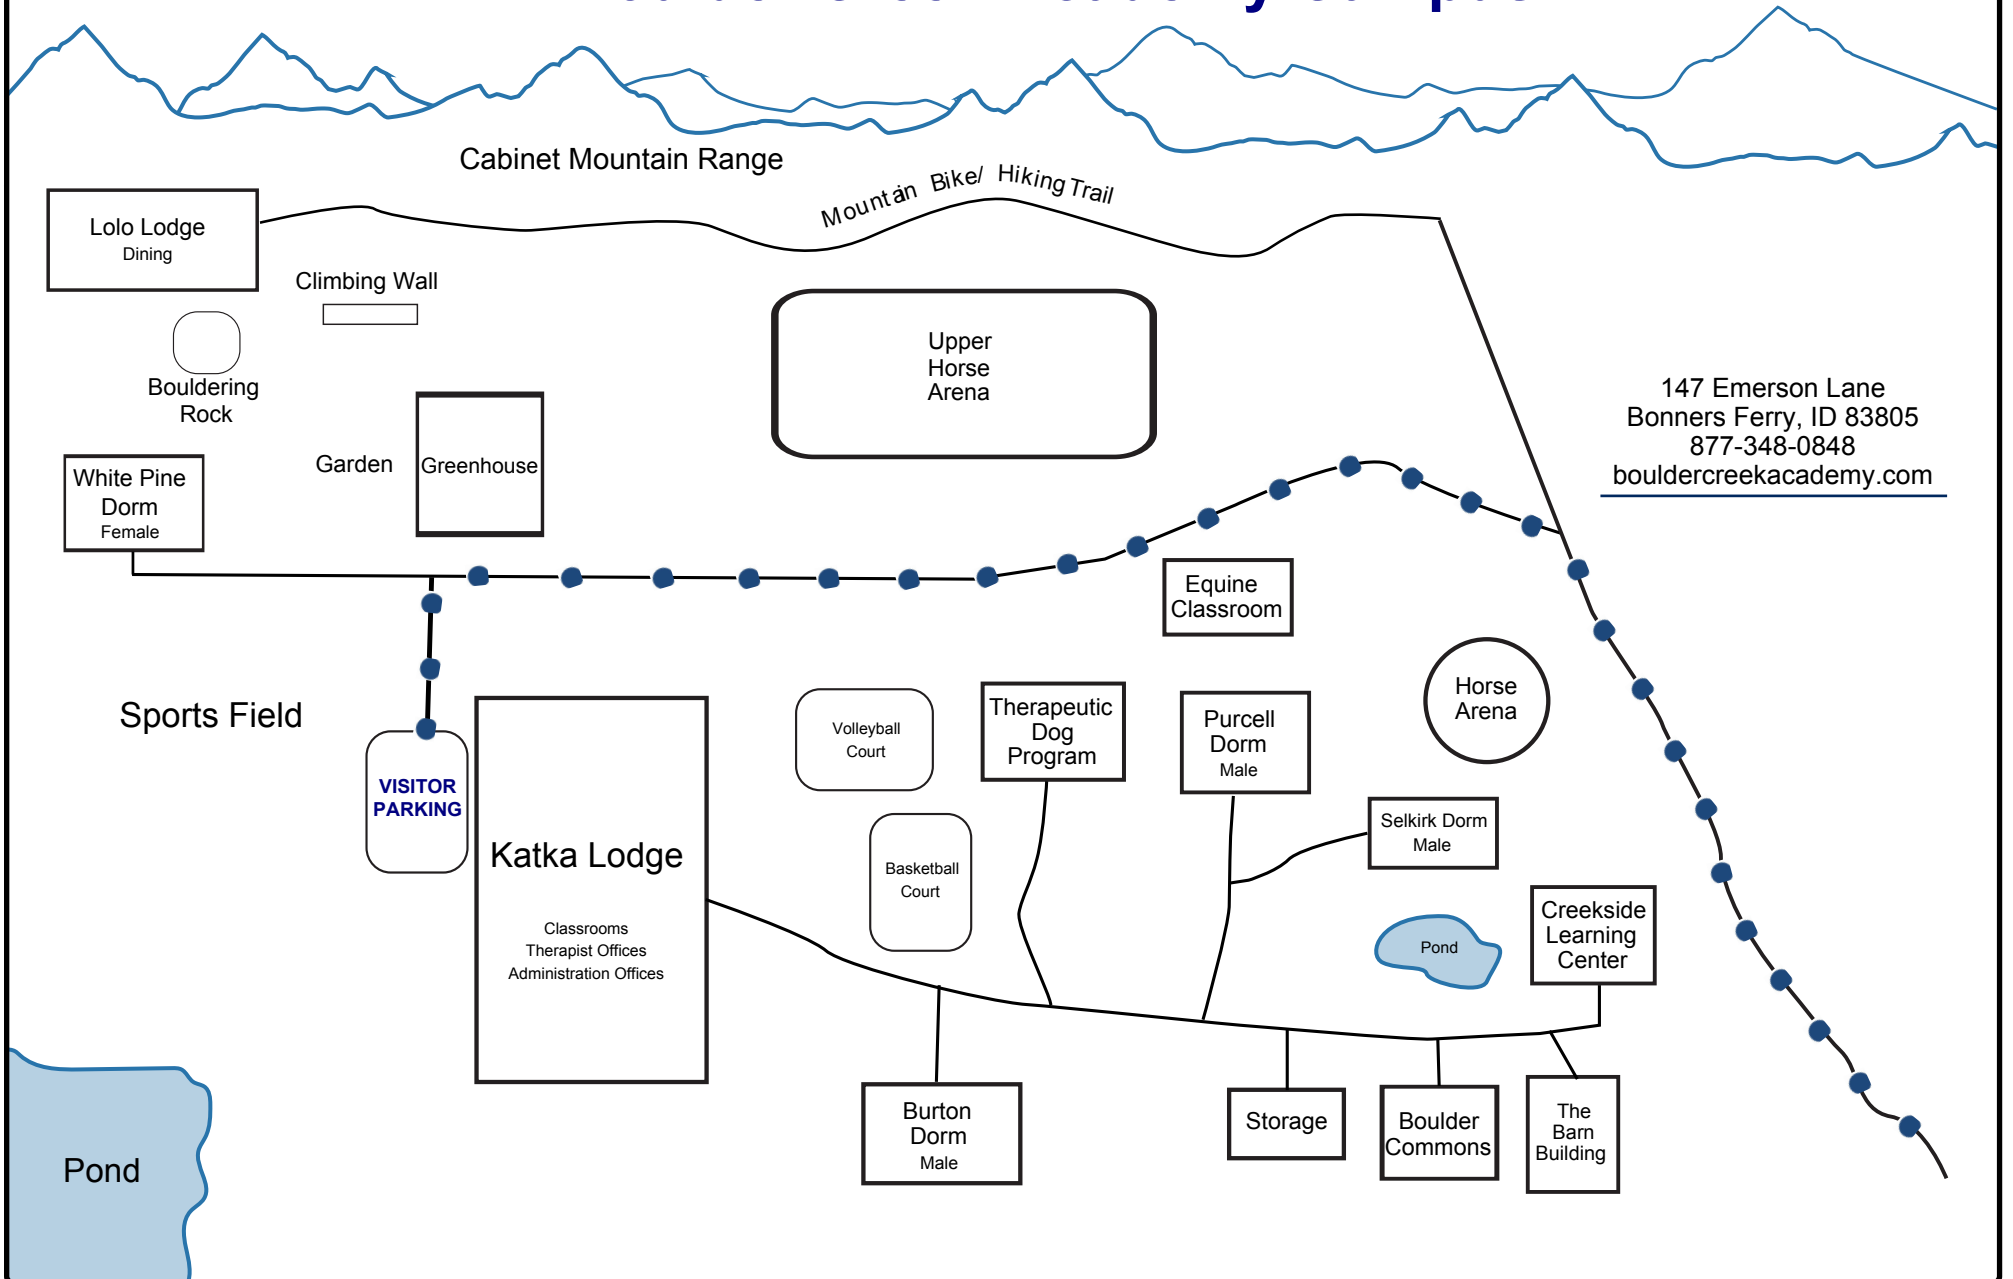 Cabinet Mountain Range
Mountain Bike/ Hiking Trail
Lolo Lodge
Dining
Climbing Wall
Bouldering
Rock
Upper
Horse
Arena
147 Emerson Lane
Bonners Ferry, ID 83805
877-348-0848
bouldercreekacademy.com
White Pine
Dorm
Female
Garden
Greenhouse
Equine
Classroom
Sports Field
VISITOR
PARKING
Katka Lodge
Classrooms
Therapist Offices
Administration Offices
Volleyball
Court
Basketball
Court
Therapeutic
Dog
Program
Purcell
Dorm
Male
Horse
Arena
Selkirk Dorm
Male
Pond
Creekside
Learning
Center
Burton
Dorm
Male
Storage
Boulder
Commons
The
Barn
Building
Pond